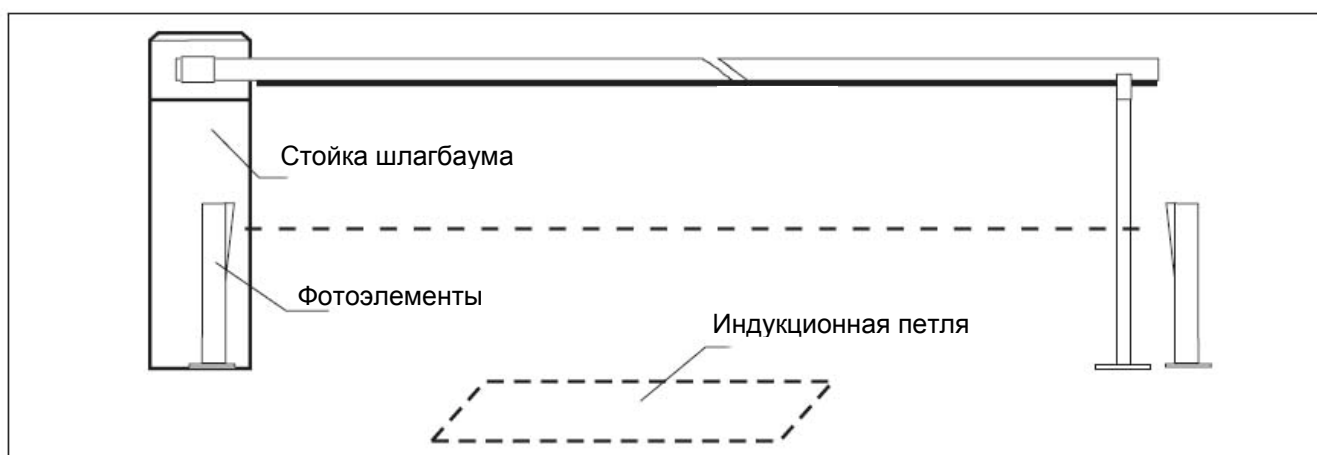 Стойка шлагбаума
Фотоэлементы
Индукционная петля